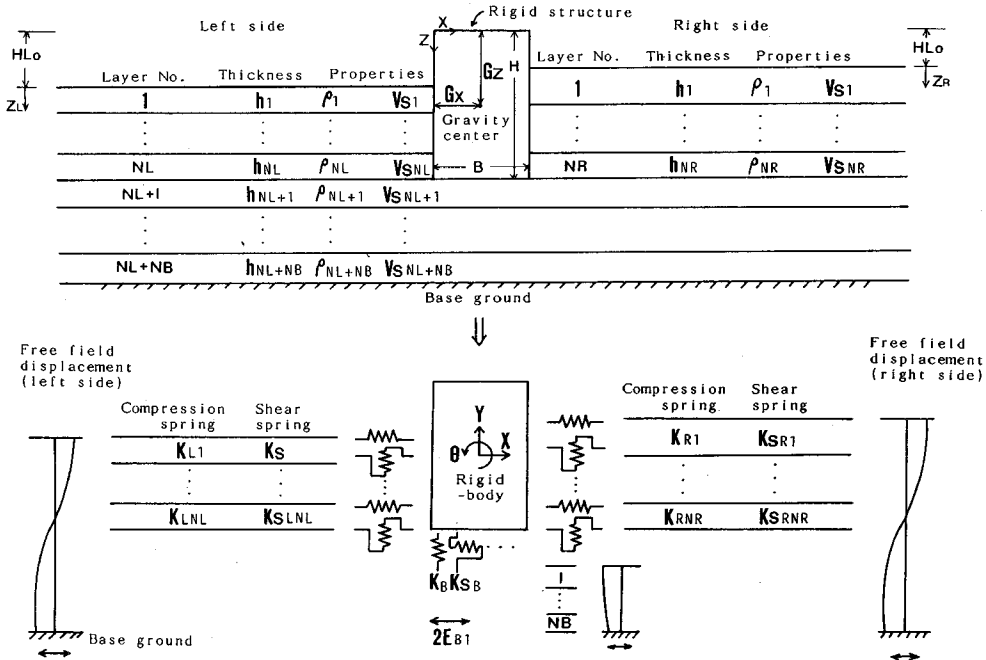 Rigid structure
Left side
Right side
X
Z
HLo
HLo
GZ
H
Layer No. Thickness Properties
Layer No. Thickness Properties
ZL
ZR
1 h1 ρ1 VS1
GX
1 h1 ρ1 VS1
Gravity
center
NL hNL ρNL VSNL
B
NR hNR ρNR VSNR
NL+1 hNL+1 ρNL+1 VSNL+1
NL+NB hNL+NB ρNL+NB VSNL+NB
Base ground
⇓
Free field
displacement
(left side)
Free field
displacement
(right side)
Compression
spring
Shear
spring
Compression
spring
Shear
spring
Y
X
θ
Rigid
-body
KL1 KS
KR1 KSR1
KLNL KSLNL
KRNR KSRNR
KB KSB
1
NB
2EB1
Base ground